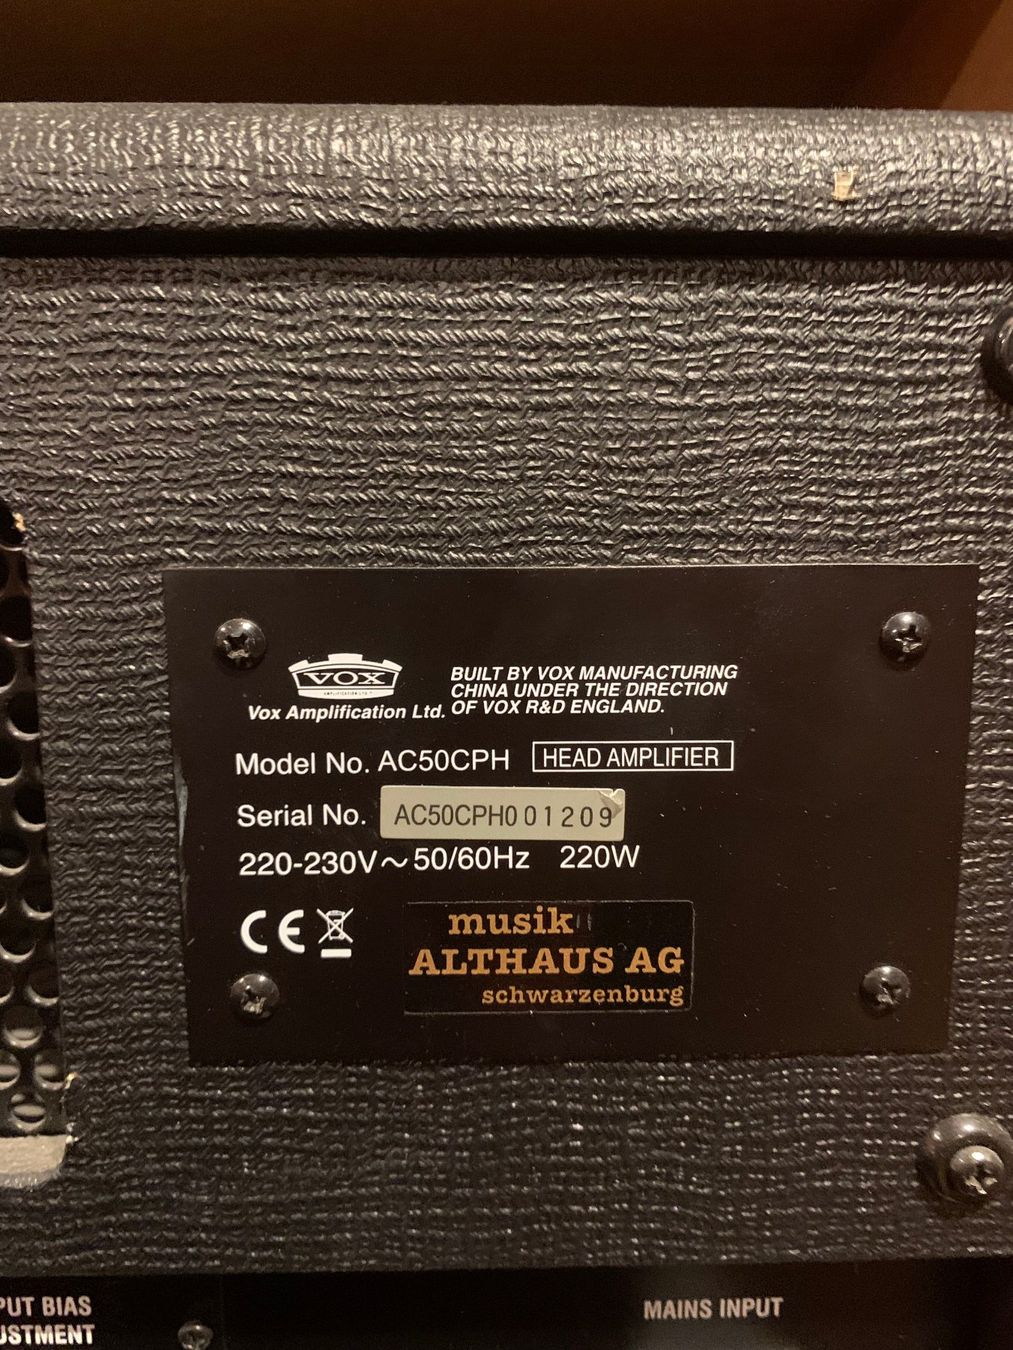 VOX
AMPLIFICATION LTD.
Vox Amplification Ltd.
BUILT BY VOX MANUFACTURING
CHINA UNDER THE DIRECTION
OF VOX R&D ENGLAND.
Model No. AC50CPH HEAD AMPLIFIER
Serial No. AC50CPH001209
220-230V~50/60Hz 220W
CE
musik
ALTHAUS AG
schwarzenburg
PUT BIAS
USTMENT
MAINS INPUT